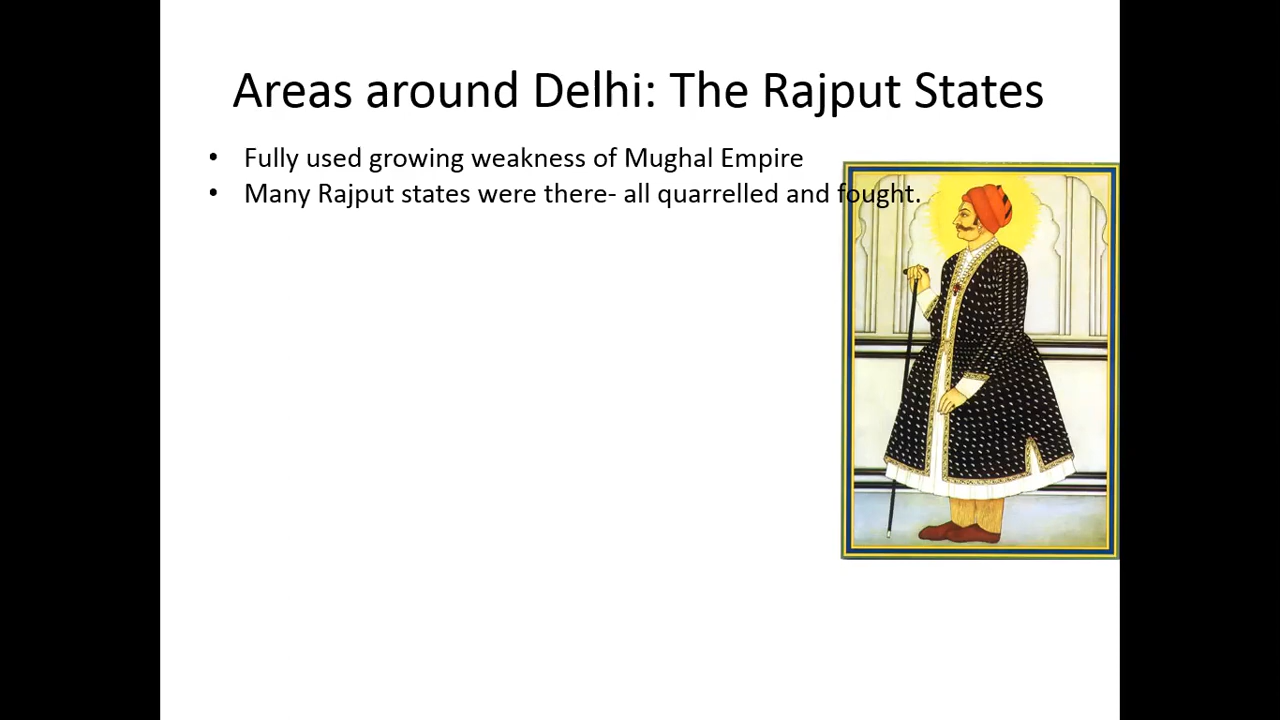 Areas around Delhi: The Rajput States
• Fully used growing weakness of Mughal Empire
• Many Rajput states were there- all quarrelled and fought.